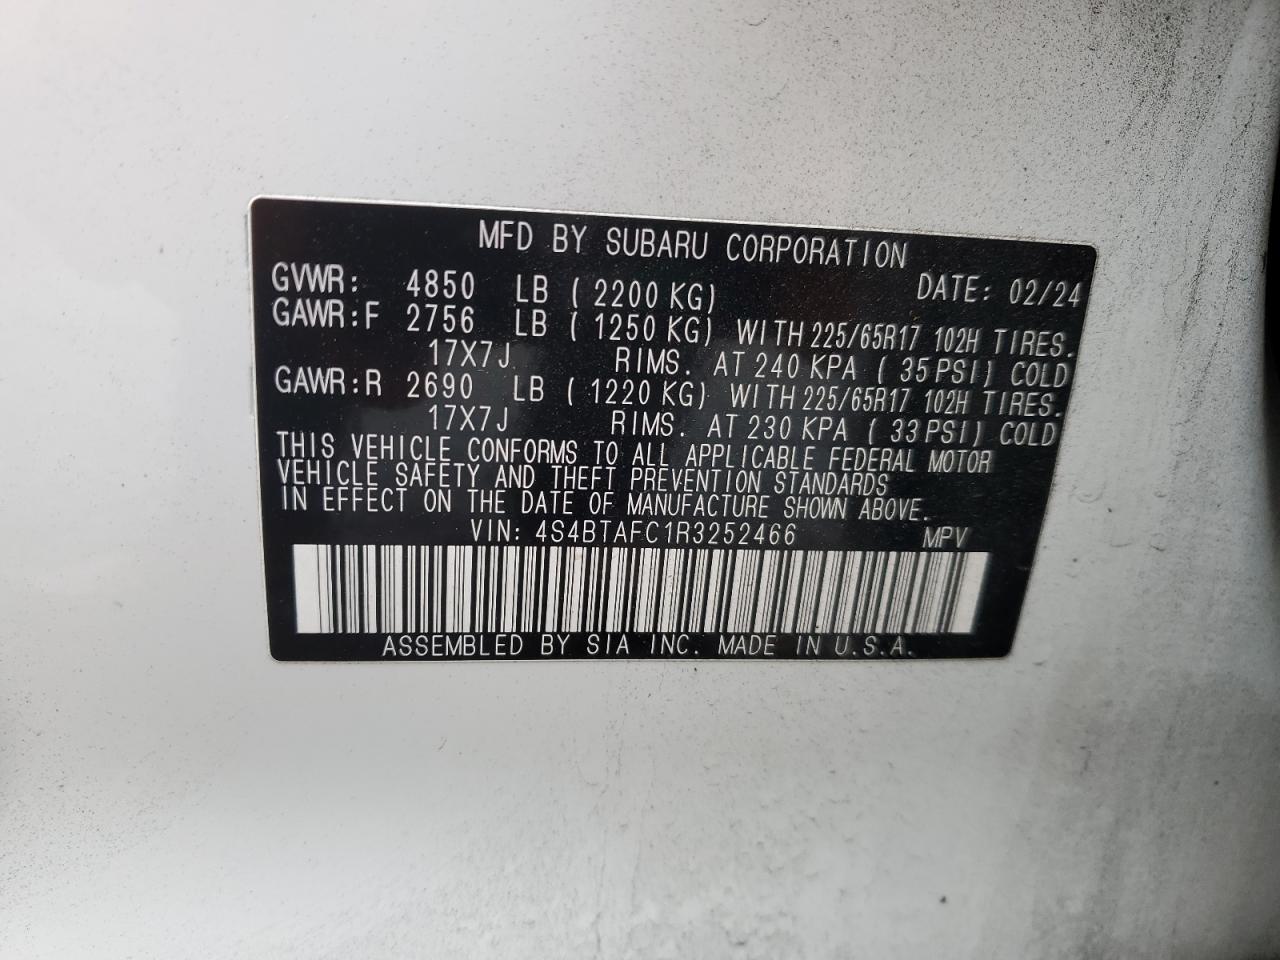 MFD BY SUBARU CORPORATION
GVWR: 4850 LB ( 2200 KG) DATE: 02/24
GAWR:F 2756 LB ( 1250 KG) WITH 225/65R17 102H TIRES.
17X7J RIMS. AT 240 KPA ( 35 PSI) COLD
GAWR:R 2690 LB ( 1220 KG) WITH 225/65R17 102H TIRES.
17X7J RIMS. AT 230 KPA ( 33 PSI) COLD
THIS VEHICLE CONFORMS TO ALL APPLICABLE FEDERAL MOTOR
VEHICLE SAFETY AND THEFT PREVENTION STANDARDS
IN EFFECT ON THE DATE OF MANUFACTURE SHOWN ABOVE.
VIN: 4S4BTAFC1R3252466 MPV
ASSEMBLED BY SIA INC. MADE IN U.S.A.